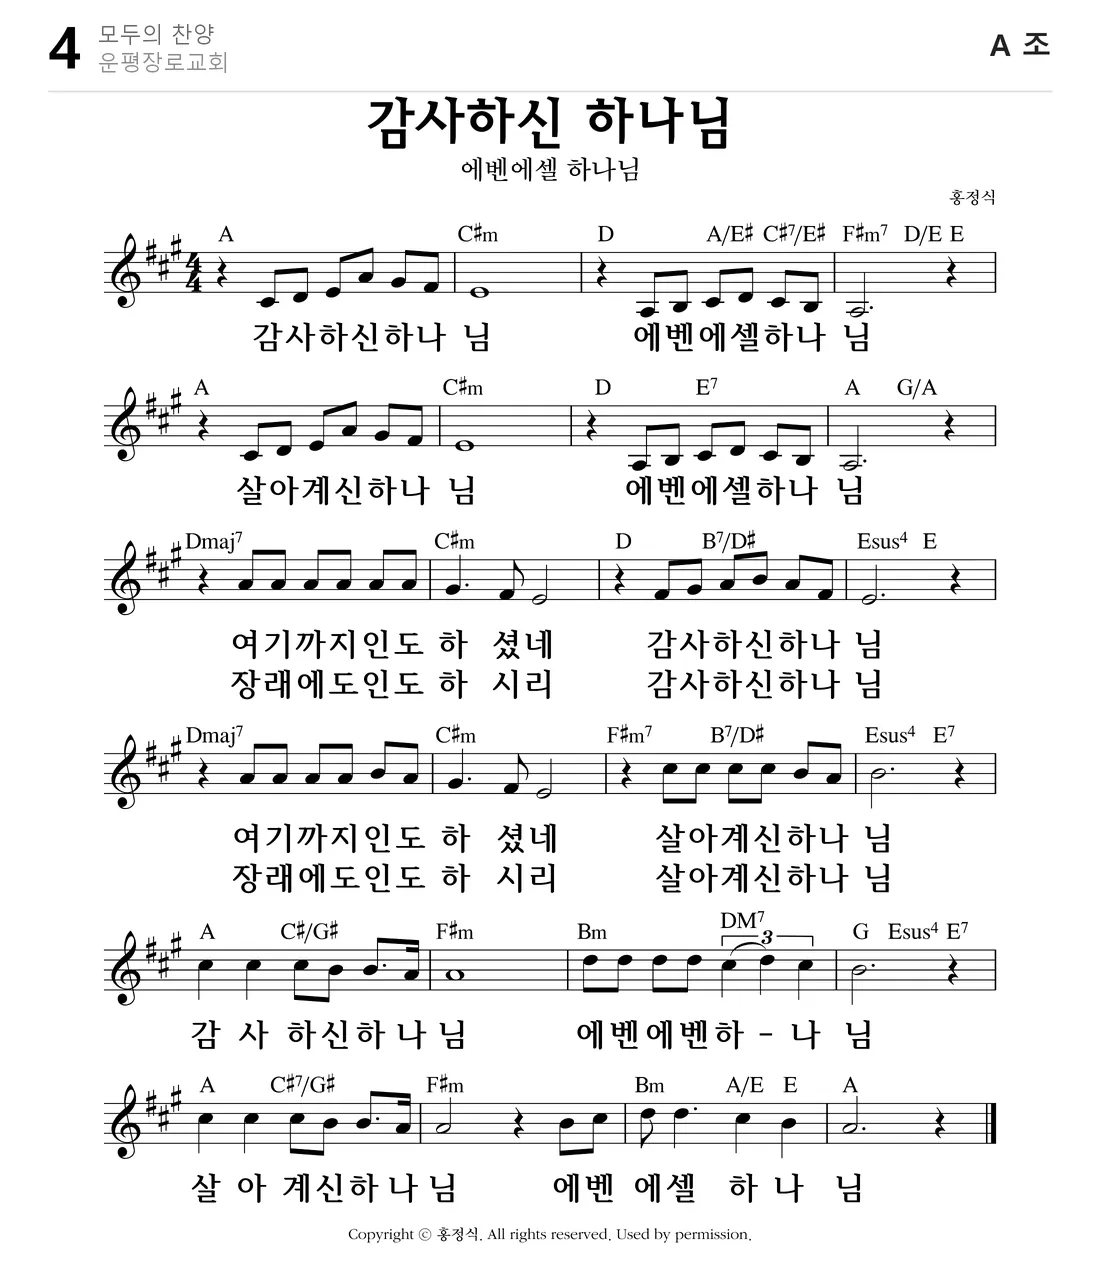 4 모두의 찬양
운평장로교회
A 조
감사하신 하나님
에벤에셀 하나님
홍정식
A C#m D A/E# C#7/E# F#m7 D/E E
감사하신하나 님 에벤에셀하나 님
A C#m D E7 A G/A
살아계신하나 님 에벤에셀하나 님
Dmaj7 C#m D B7/D# Esus4 E
여기까지인도 하 셨네 감사하신하나 님
장래에도인도 하 시리 감사하신하나 님
Dmaj7 C#m F#m7 B7/D# Esus4 E7
여기까지인도 하 셨네 살아계신하나 님
장래에도인도 하 시리 살아계신하나 님
A C#/G# F#m Bm DM7 3 G Esus4 E7
감 사 하신하 나 님 에벤에벤하 - 나 님
A C#7/G# F#m Bm A/E E A
살 아 계신하 나 님 에벤 에셀 하 나 님
Copyright ⓒ 홍정식. All rights reserved. Used by permission.